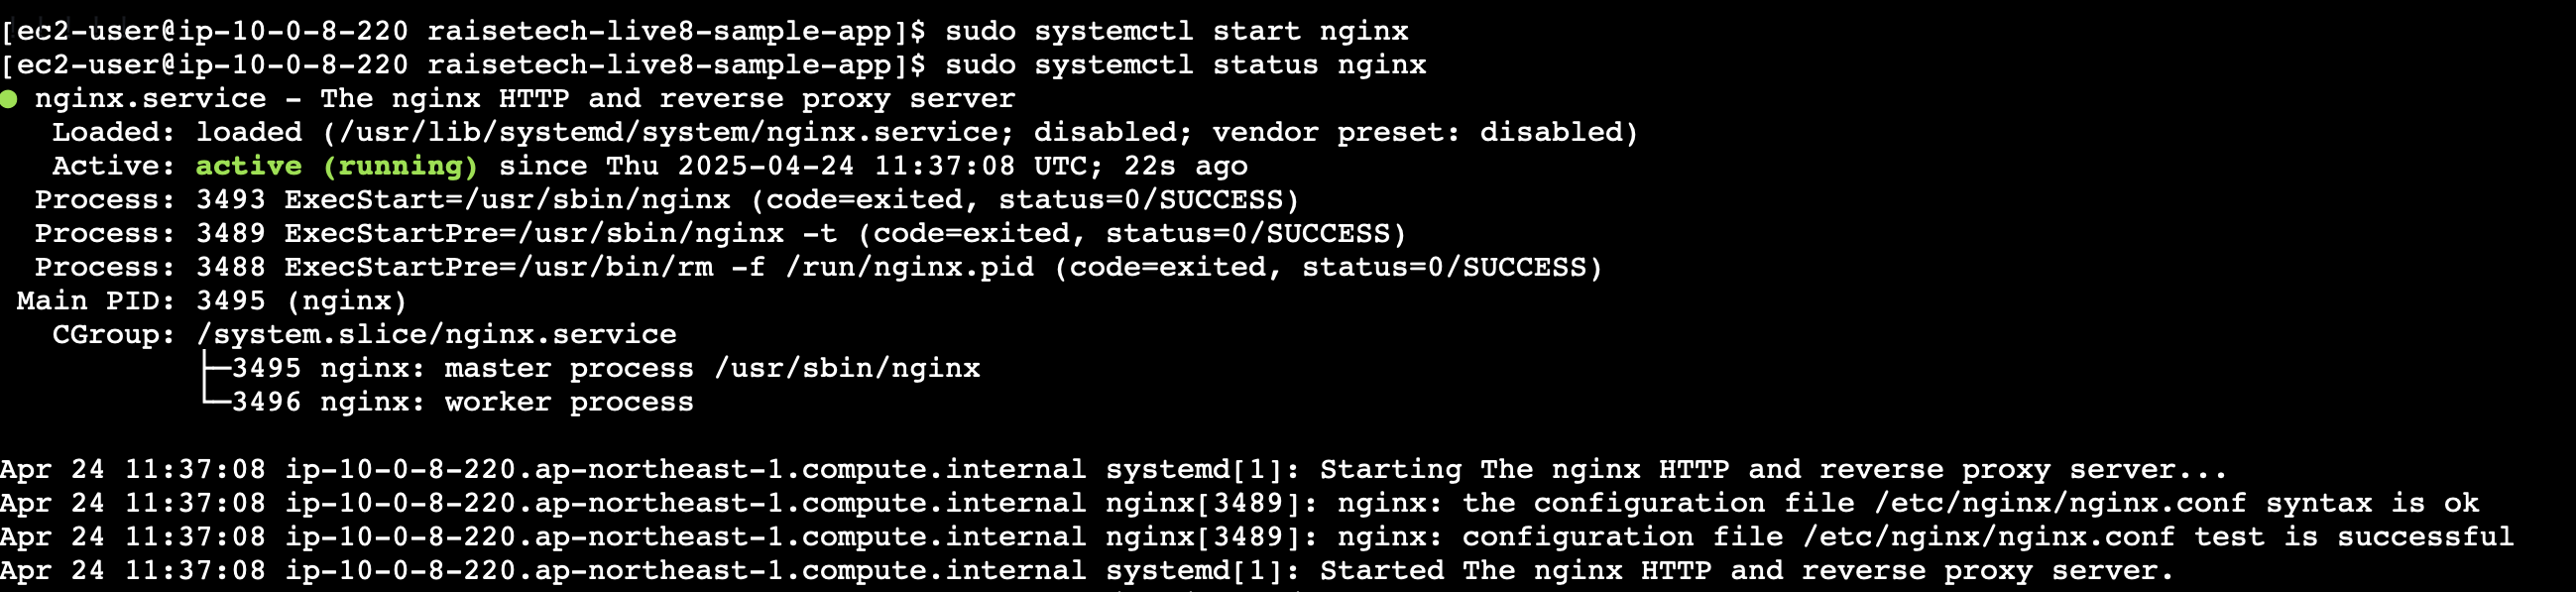 [ec2-user@ip-10-0-8-220 raisetech-live8-sample-app]$ sudo systemctl start nginx
[ec2-user@ip-10-0-8-220 raisetech-live8-sample-app]$ sudo systemctl status nginx
● nginx.service - The nginx HTTP and reverse proxy server
   Loaded: loaded (/usr/lib/systemd/system/nginx.service; disabled; vendor preset: disabled)
   Active: active (running) since Thu 2025-04-24 11:37:08 UTC; 22s ago
  Process: 3493 ExecStart=/usr/sbin/nginx (code=exited, status=0/SUCCESS)
  Process: 3489 ExecStartPre=/usr/sbin/nginx -t (code=exited, status=0/SUCCESS)
  Process: 3488 ExecStartPre=/usr/bin/rm -f /run/nginx.pid (code=exited, status=0/SUCCESS)
 Main PID: 3495 (nginx)
   CGroup: /system.slice/nginx.service
           ├─3495 nginx: master process /usr/sbin/nginx
           └─3496 nginx: worker process

Apr 24 11:37:08 ip-10-0-8-220.ap-northeast-1.compute.internal systemd[1]: Starting The nginx HTTP and reverse proxy server...
Apr 24 11:37:08 ip-10-0-8-220.ap-northeast-1.compute.internal nginx[3489]: nginx: the configuration file /etc/nginx/nginx.conf syntax is ok
Apr 24 11:37:08 ip-10-0-8-220.ap-northeast-1.compute.internal nginx[3489]: nginx: configuration file /etc/nginx/nginx.conf test is successful
Apr 24 11:37:08 ip-10-0-8-220.ap-northeast-1.compute.internal systemd[1]: Started The nginx HTTP and reverse proxy server.